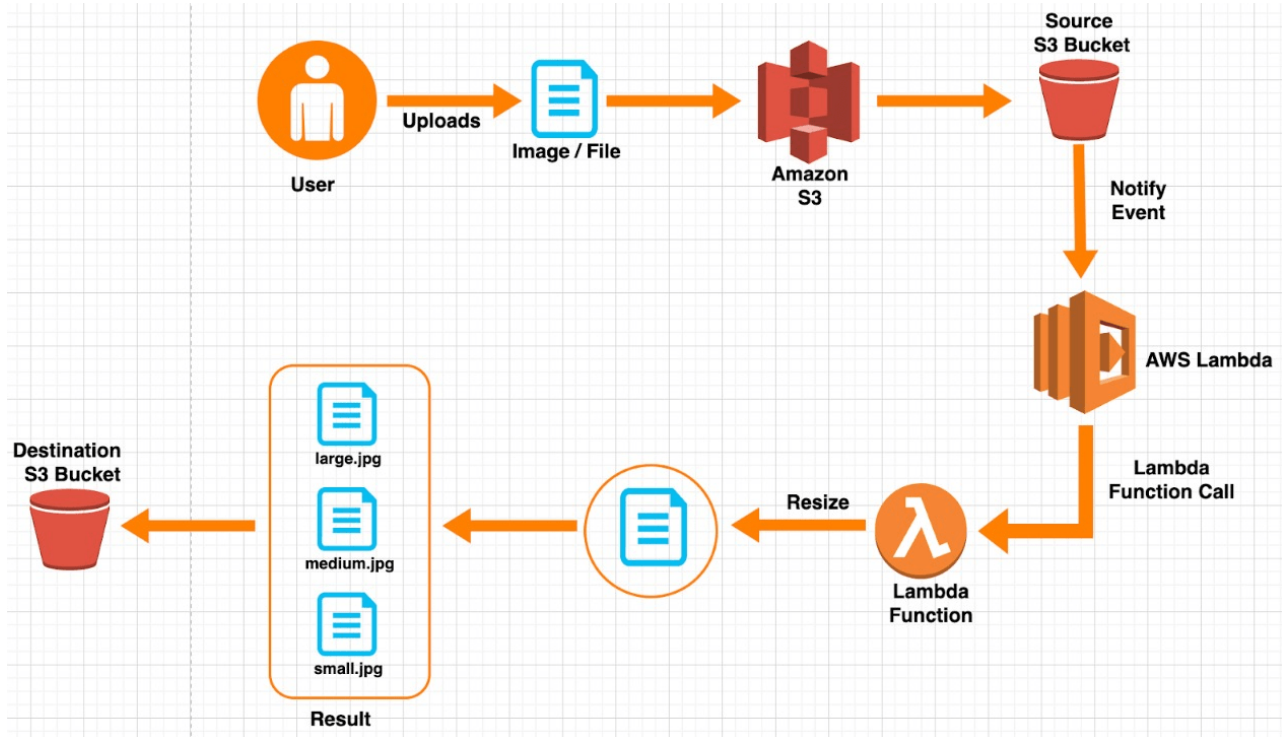 Source
S3 Bucket
Uploads
Image / File
User
Amazon
S3
Notify
Event
AWS Lambda
Lambda
Function Call
Lambda
Function
Resize
large.jpg
medium.jpg
small.jpg
Result
Destination
S3 Bucket